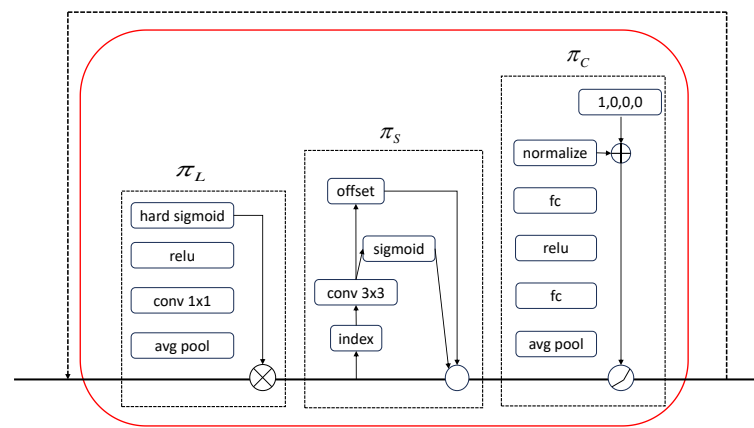 π_C
1,0,0,0
π_S
normalize
π_L
offset
fc
hard sigmoid
sigmoid
relu
relu
conv 3x3
fc
conv 1x1
index
avg pool
avg pool